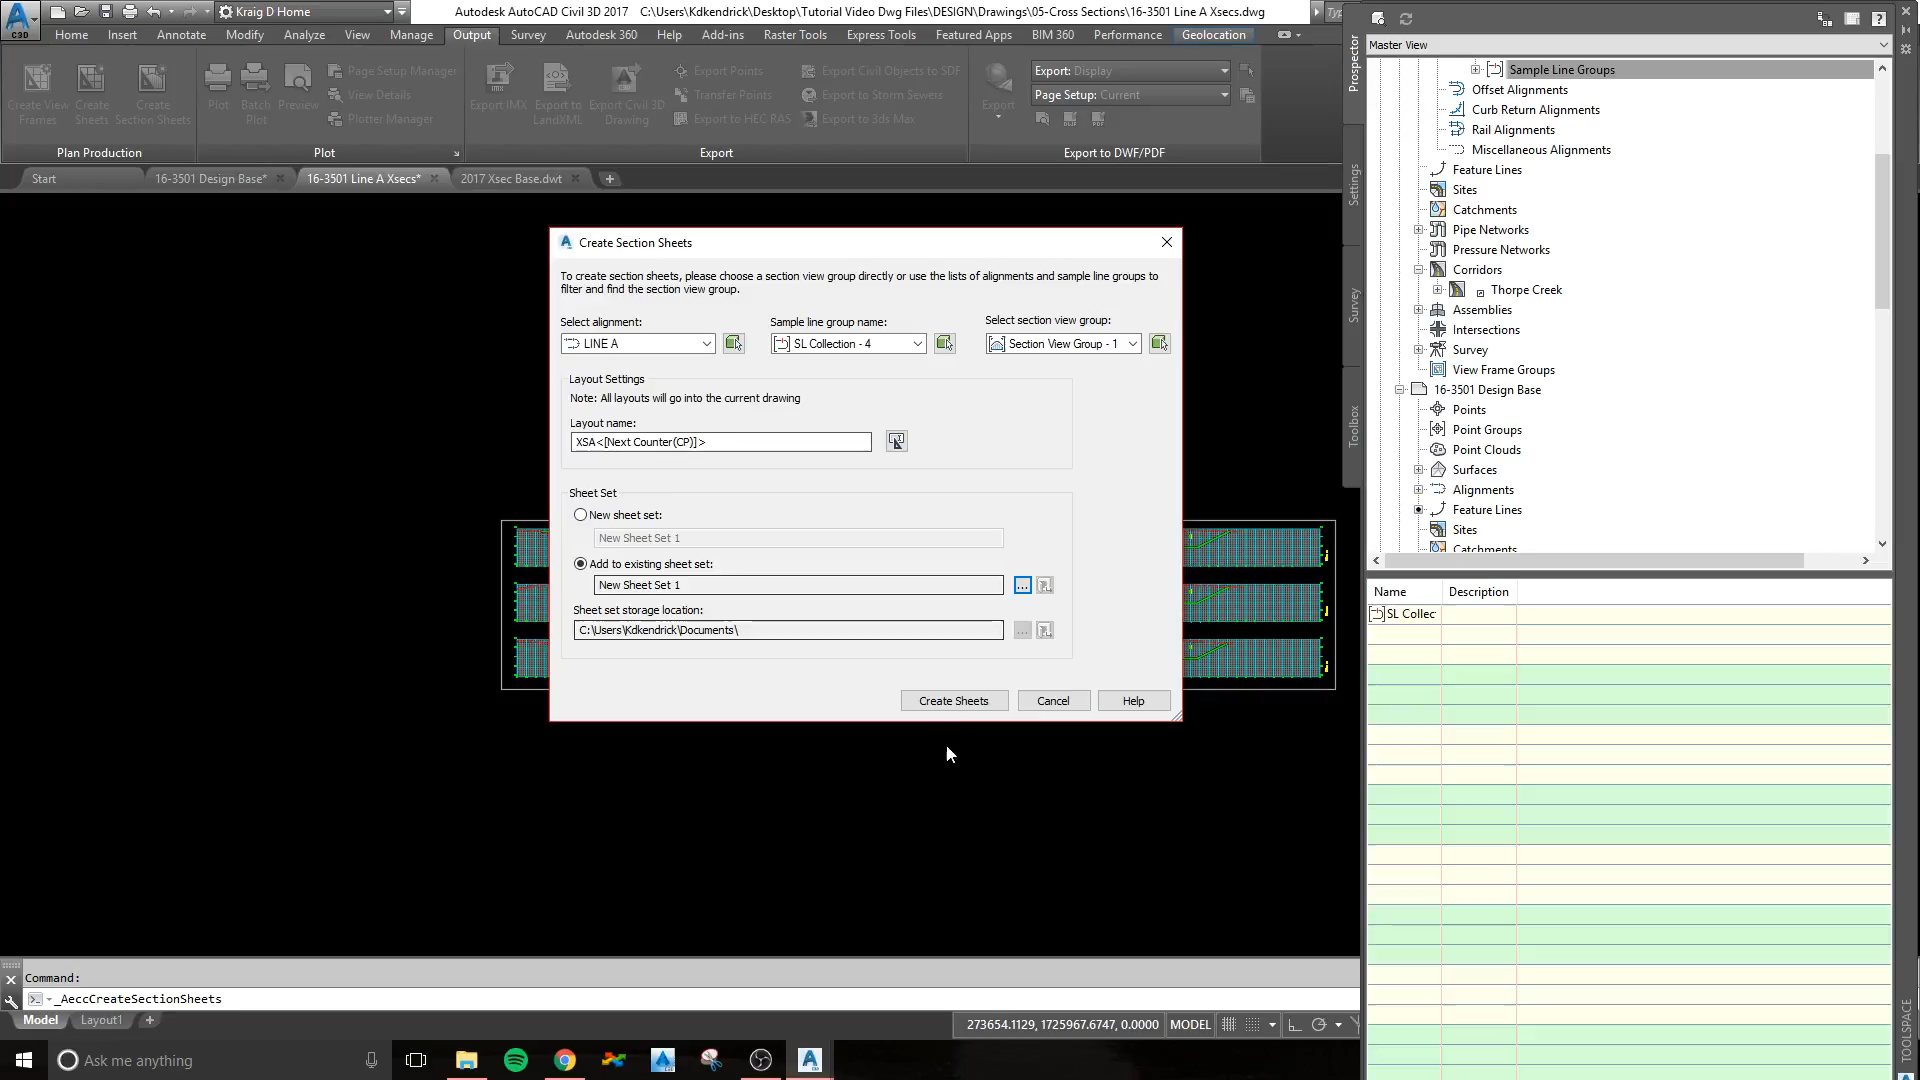 Kraig D Home
Autodesk AutoCAD Civil 3D 2017 C:\Users\Kdkendrick\Desktop\Tutorial Video Dwg Files\DESIGN\Drawings\05-Cross Sections\16-3501 Line A Xsecs.dwg
C3D
Home Insert Annotate Modify Analyze View Manage Output Survey Autodesk 360 Help Add-ins Raster Tools Express Tools Featured Apps BIM 360 Performance Geolocation
Create View Frames
Create Sheets
Create Section Sheets
Plan Production
Plot
Batch Plot
Preview
Page Setup Manager
View Details
Plotter Manager
Plot
Export IMX
Export to LandXML
Export Civil 3D Drawing
Export Points
Transfer Points
Export to HEC RAS
Export Civil Objects to SDF
Export to Storm Sewers
Export to 3ds Max
Export
Export
Export: Display
Page Setup: Current
Export to DWF/PDF
Start
16-3501 Design Base*
16-3501 Line A Xsecs*
2017 Xsec Base.dwt
Create Section Sheets
To create section sheets, please choose a section view group directly or use the lists of alignments and sample line groups to
filter and find the section view group.
Select alignment:
LINE A
Sample line group name:
SL Collection - 4
Select section view group:
Section View Group - 1
Layout Settings
Note: All layouts will go into the current drawing
Layout name:
XSA<[Next Counter(CP)]>
Sheet Set
New sheet set:
New Sheet Set 1
Add to existing sheet set:
New Sheet Set 1
...
Sheet set storage location:
C:\Users\Kdkendrick\Documents\
...
Create Sheets
Cancel
Help
Master View
Prospector
Settings
Survey
Toolbox
Sample Line Groups
Offset Alignments
Curb Return Alignments
Rail Alignments
Miscellaneous Alignments
Feature Lines
Sites
Catchments
Pipe Networks
Pressure Networks
Corridors
Thorpe Creek
Assemblies
Intersections
Survey
View Frame Groups
16-3501 Design Base
Points
Point Groups
Point Clouds
Surfaces
Alignments
Feature Lines
Sites
Catchments
Name Description
SL Collec
TOOLSPACE
Command:
_AeccCreateSectionSheets
Model Layout1
273654.1129, 1725967.6747, 0.0000 MODEL
Ask me anything